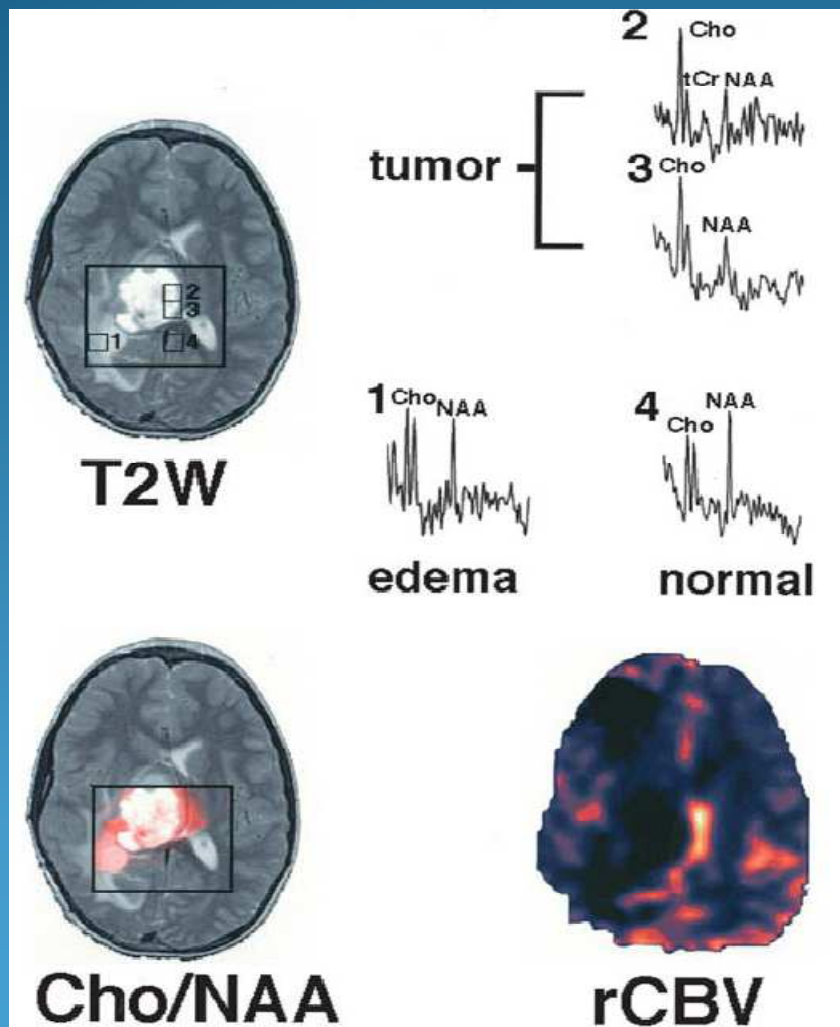 2 Cho
tCr NAA
tumor
3 Cho
NAA
2
3
1
4
T2W
1 Cho NAA
edema
4 NAA
Cho
normal
Cho/NAA
rCBV